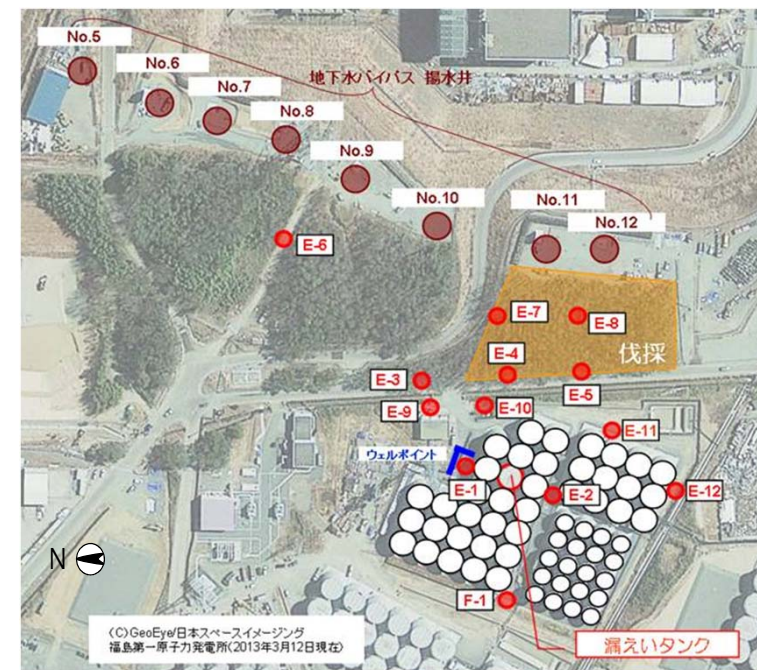 No.5
No.6
No.7
No.8
地下水バイパス 揚水井
No.9
No.10
No.11
No.12
E-6
E-7
E-8
伐採
E-4
E-5
E-3
E-9
E-10
E-11
ウェルポイント
E-1
E-2
E-12
N
F-1
漏えいタンク
(C)GeoEye/日本スペースイメージング
福島第一原子力発電所(2013年3月12日現在)